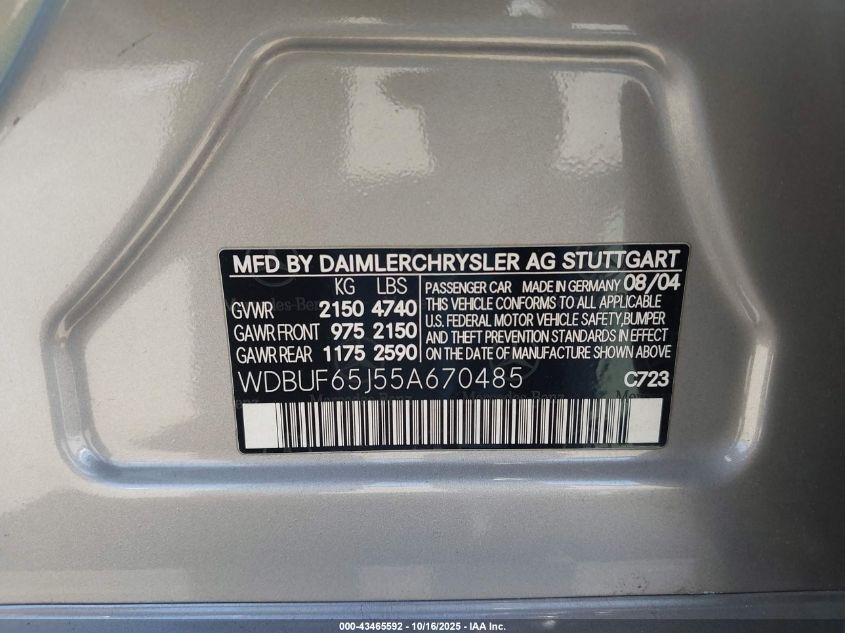 MFD BY DAIMLERCHRYSLER AG STUTTGART
KG LBS
GVWR 2150 4740
GAWR FRONT 975 2150
GAWR REAR 1175 2590
PASSENGER CAR MADE IN GERMANY 08/04
THIS VEHICLE CONFORMS TO ALL APPLICABLE
U.S. FEDERAL MOTOR VEHICLE SAFETY,BUMPER
AND THEFT PREVENTION STANDARDS IN EFFECT
ON THE DATE OF MANUFACTURE SHOWN ABOVE
WDBUF65J55A670485 C723
Mercedes-Benz
000-43465592 - 10/16/2025 - IAA Inc.